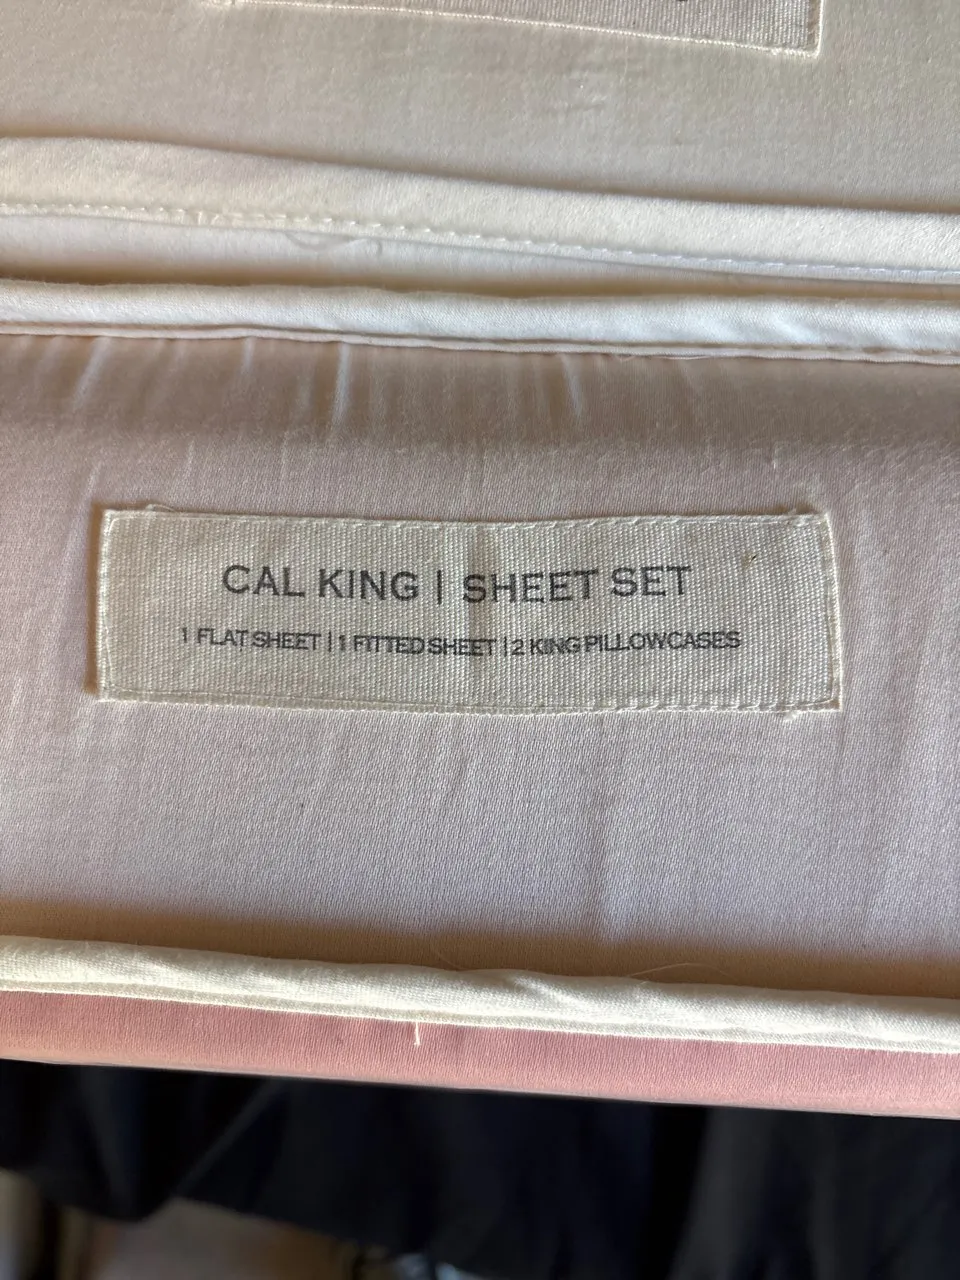 CAL KING | SHEET SET
1 FLAT SHEET | 1 FITTED SHEET | 2 KING PILLOWCASES